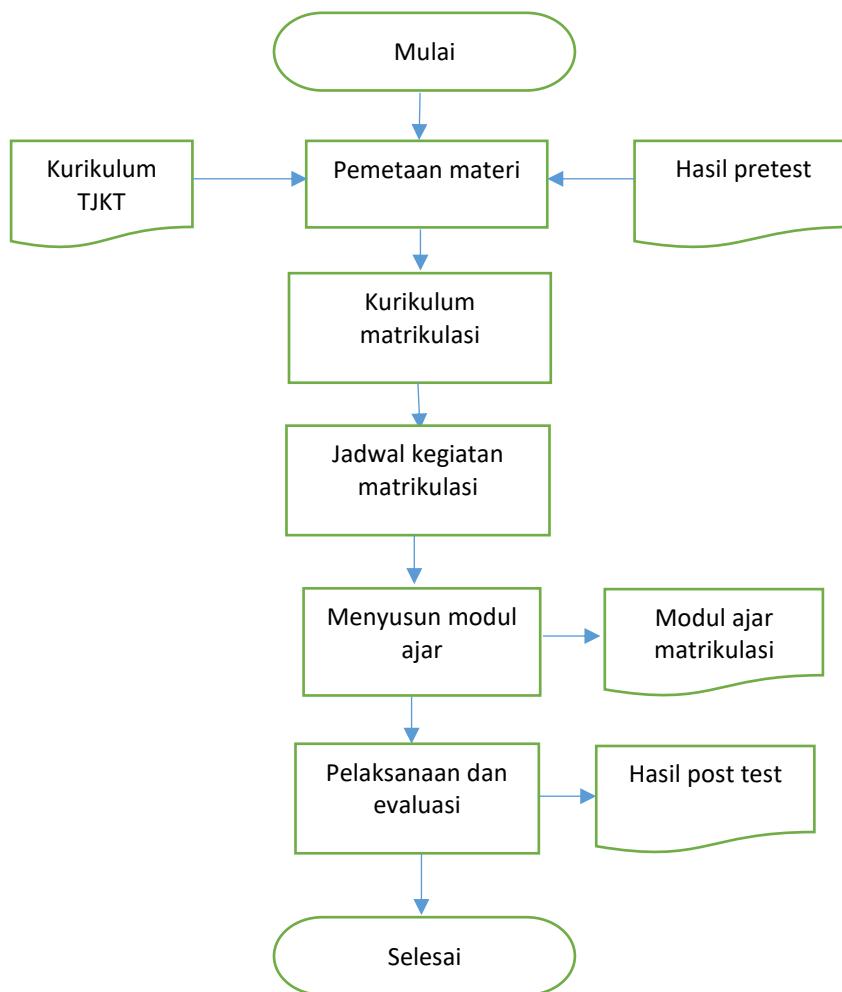 Mulai
Kurikulum
TJKT
Pemetaan materi
Hasil pretest
Kurikulum
matrikulasi
Jadwal kegiatan
matrikulasi
Menyusun modul
ajar
Modul ajar
matrikulasi
Pelaksanaan dan
evaluasi
Hasil post test
Selesai